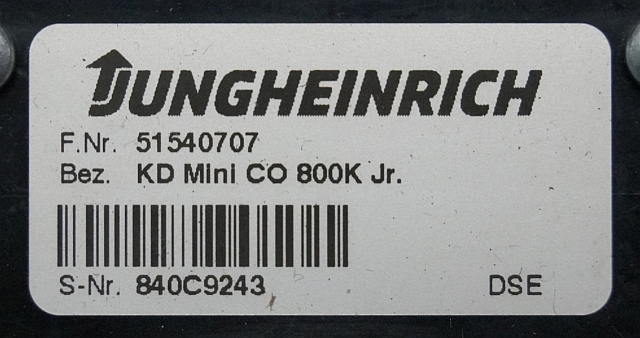 JUNGHEINRICH
F.Nr. 51540707
Bez. KD Mini CO 800K Jr.
S-Nr. 840C9243 DSE